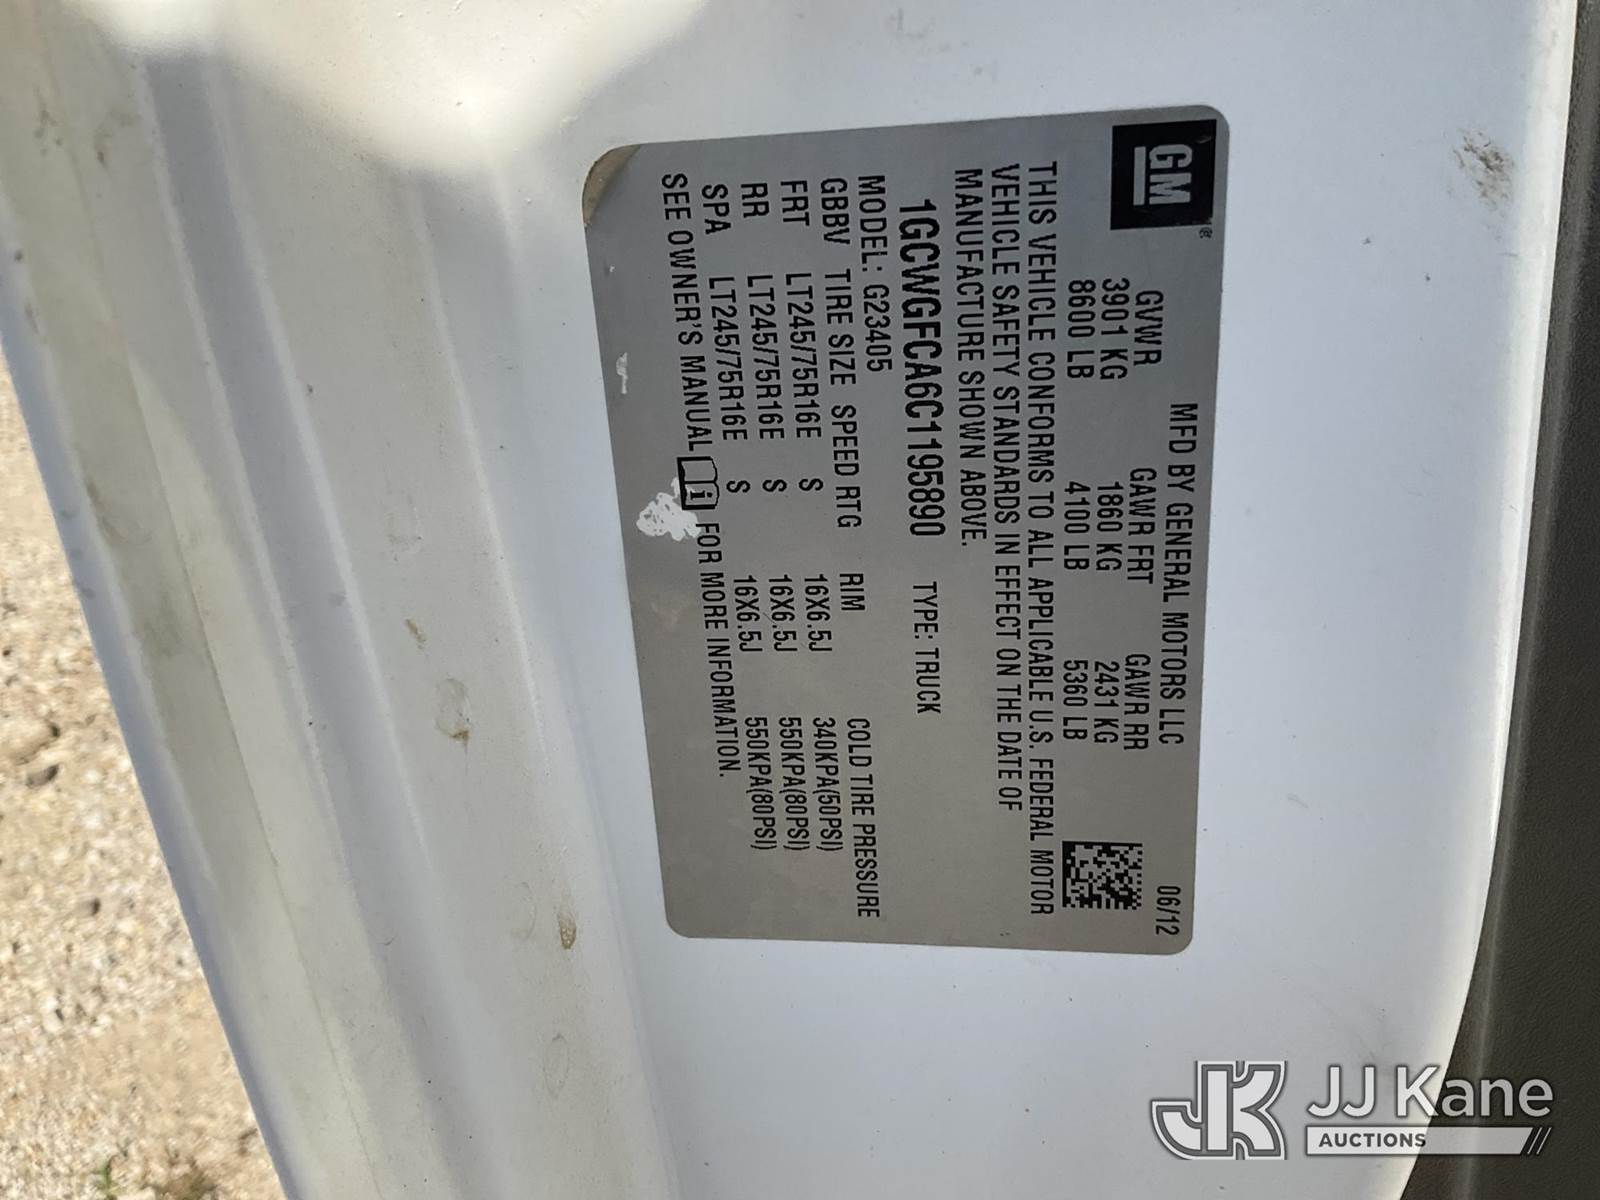 GM
MFD BY GENERAL MOTORS LLC 06/12
GVWR GAWR FRT GAWR RR
3901 KG 1860 KG 2431 KG
8600 LB 4100 LB 5360 LB
THIS VEHICLE CONFORMS TO ALL APPLICABLE U.S. FEDERAL MOTOR
VEHICLE SAFETY STANDARDS IN EFFECT ON THE DATE OF
MANUFACTURE SHOWN ABOVE.
1GCWGFCA6C1195890 TYPE: TRUCK
MODEL: G23405
GBBV TIRE SIZE SPEED RTG RIM COLD TIRE PRESSURE
FRT LT245/75R16E S 16X6.5J 340KPA(50PSI)
RR LT245/75R16E S 16X6.5J 550KPA(80PSI)
SPA LT245/75R16E S 16X6.5J 550KPA(80PSI)
SEE OWNER'S MANUAL i FOR MORE INFORMATION.
JK JJ Kane
AUCTIONS